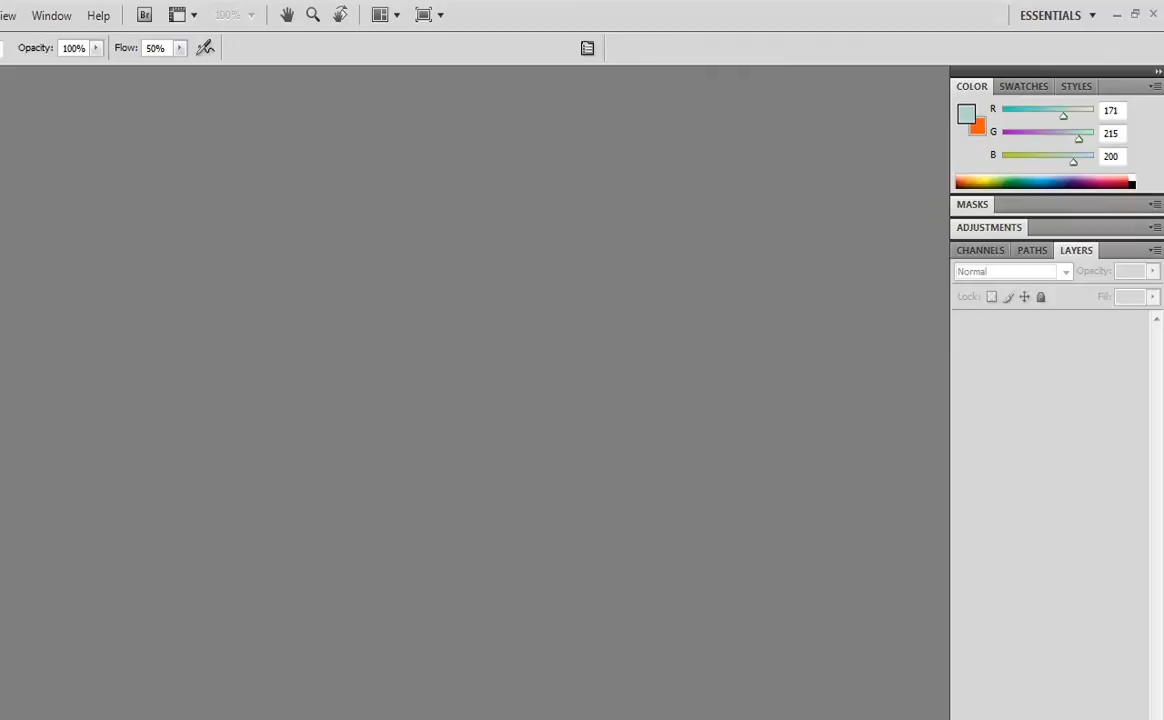 iew Window Help Br 100% ESSENTIALS
Opacity: 100% Flow: 50%
COLOR SWATCHES STYLES
R 171
G 215
B 200
MASKS
ADJUSTMENTS
CHANNELS PATHS LAYERS
Normal Opacity:
Lock: Fill: